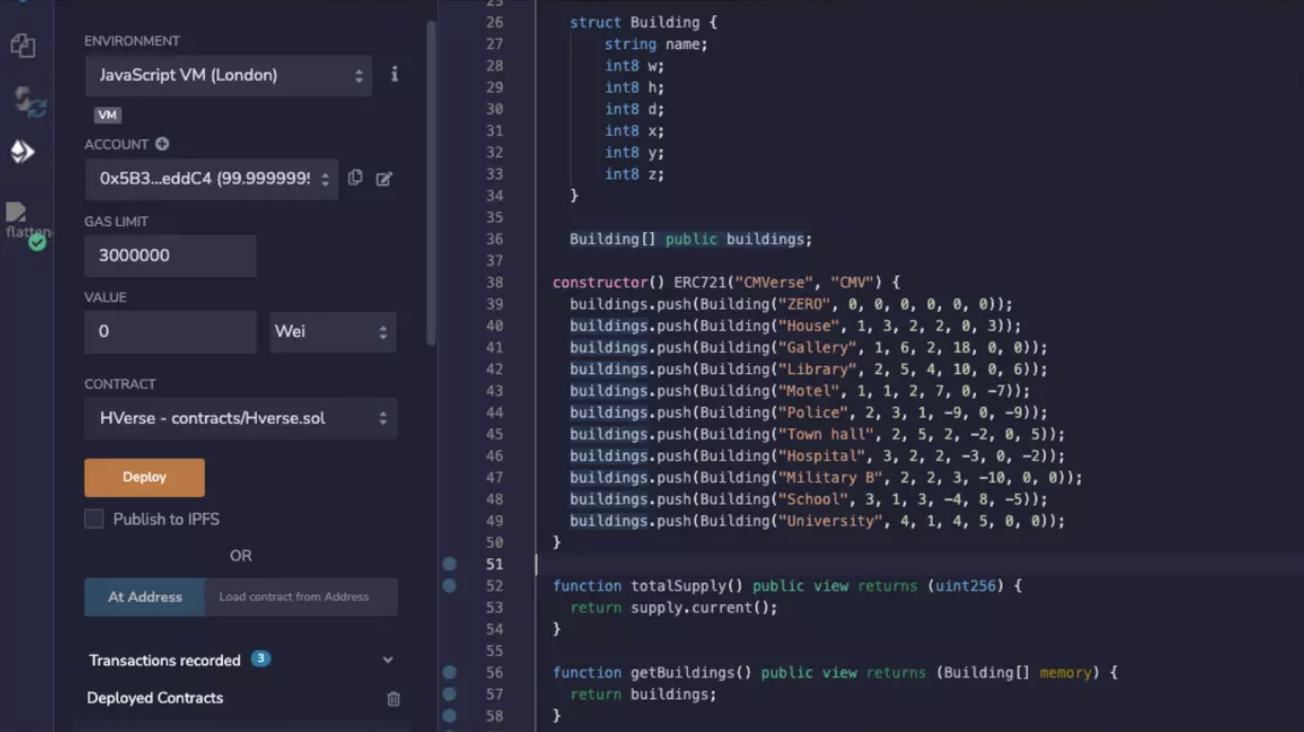 ENVIRONMENT
JavaScript VM (London)
VM
ACCOUNT
0x5B3...eddC4 (99.9999999
GAS LIMIT
3000000
VALUE
0
Wei
CONTRACT
HVerse - contracts/Hverse.sol
Deploy
Publish to IPFS
OR
At Address
Load contract from Address
Transactions recorded 3
Deployed Contracts
flatten
25
26 struct Building {
27 string name;
28 int8 w;
29 int8 h;
30 int8 d;
31 int8 x;
32 int8 y;
33 int8 z;
34 }
35
36 Building[] public buildings;
37
38 constructor() ERC721("CMVerse", "CMV") {
39 buildings.push(Building("ZERO", 0, 0, 0, 0, 0, 0));
40 buildings.push(Building("House", 1, 3, 2, 2, 0, 3));
41 buildings.push(Building("Gallery", 1, 6, 2, 18, 0, 0));
42 buildings.push(Building("Library", 2, 5, 4, 10, 0, 6));
43 buildings.push(Building("Motel", 1, 1, 2, 7, 0, -7));
44 buildings.push(Building("Police", 2, 3, 1, -9, 0, -9));
45 buildings.push(Building("Town hall", 2, 5, 2, -2, 0, 5));
46 buildings.push(Building("Hospital", 3, 2, 2, -3, 0, -2));
47 buildings.push(Building("Military B", 2, 2, 3, -10, 0, 0));
48 buildings.push(Building("School", 3, 1, 3, -4, 8, -5));
49 buildings.push(Building("University", 4, 1, 4, 5, 0, 0));
50 }
51
52 function totalSupply() public view returns (uint256) {
53 return supply.current();
54 }
55
56 function getBuildings() public view returns (Building[] memory) {
57 return buildings;
58 }